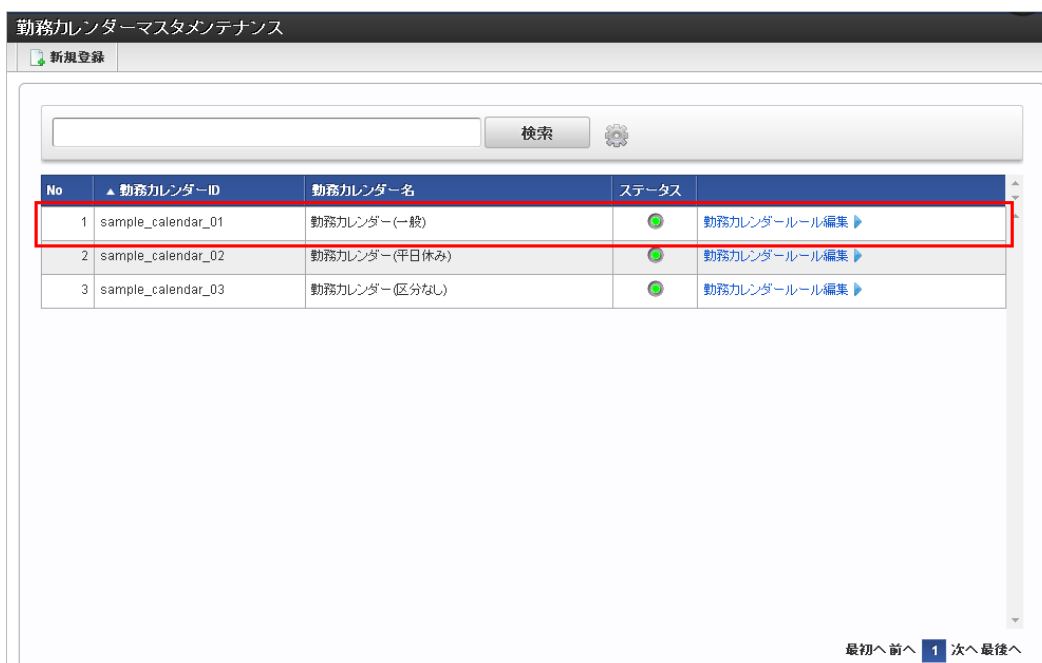 勤務カレンダーマスタメンテナンス
新規登録
検索
No ▲ 勤務カレンダーID 勤務カレンダー名 ステータス
1 sample_calendar_01 勤務カレンダー(一般) 勤務カレンダールール編集
2 sample_calendar_02 勤務カレンダー(平日休み) 勤務カレンダールール編集
3 sample_calendar_03 勤務カレンダー(区分なし) 勤務カレンダールール編集
最初へ 前へ 1 次へ 最後へ